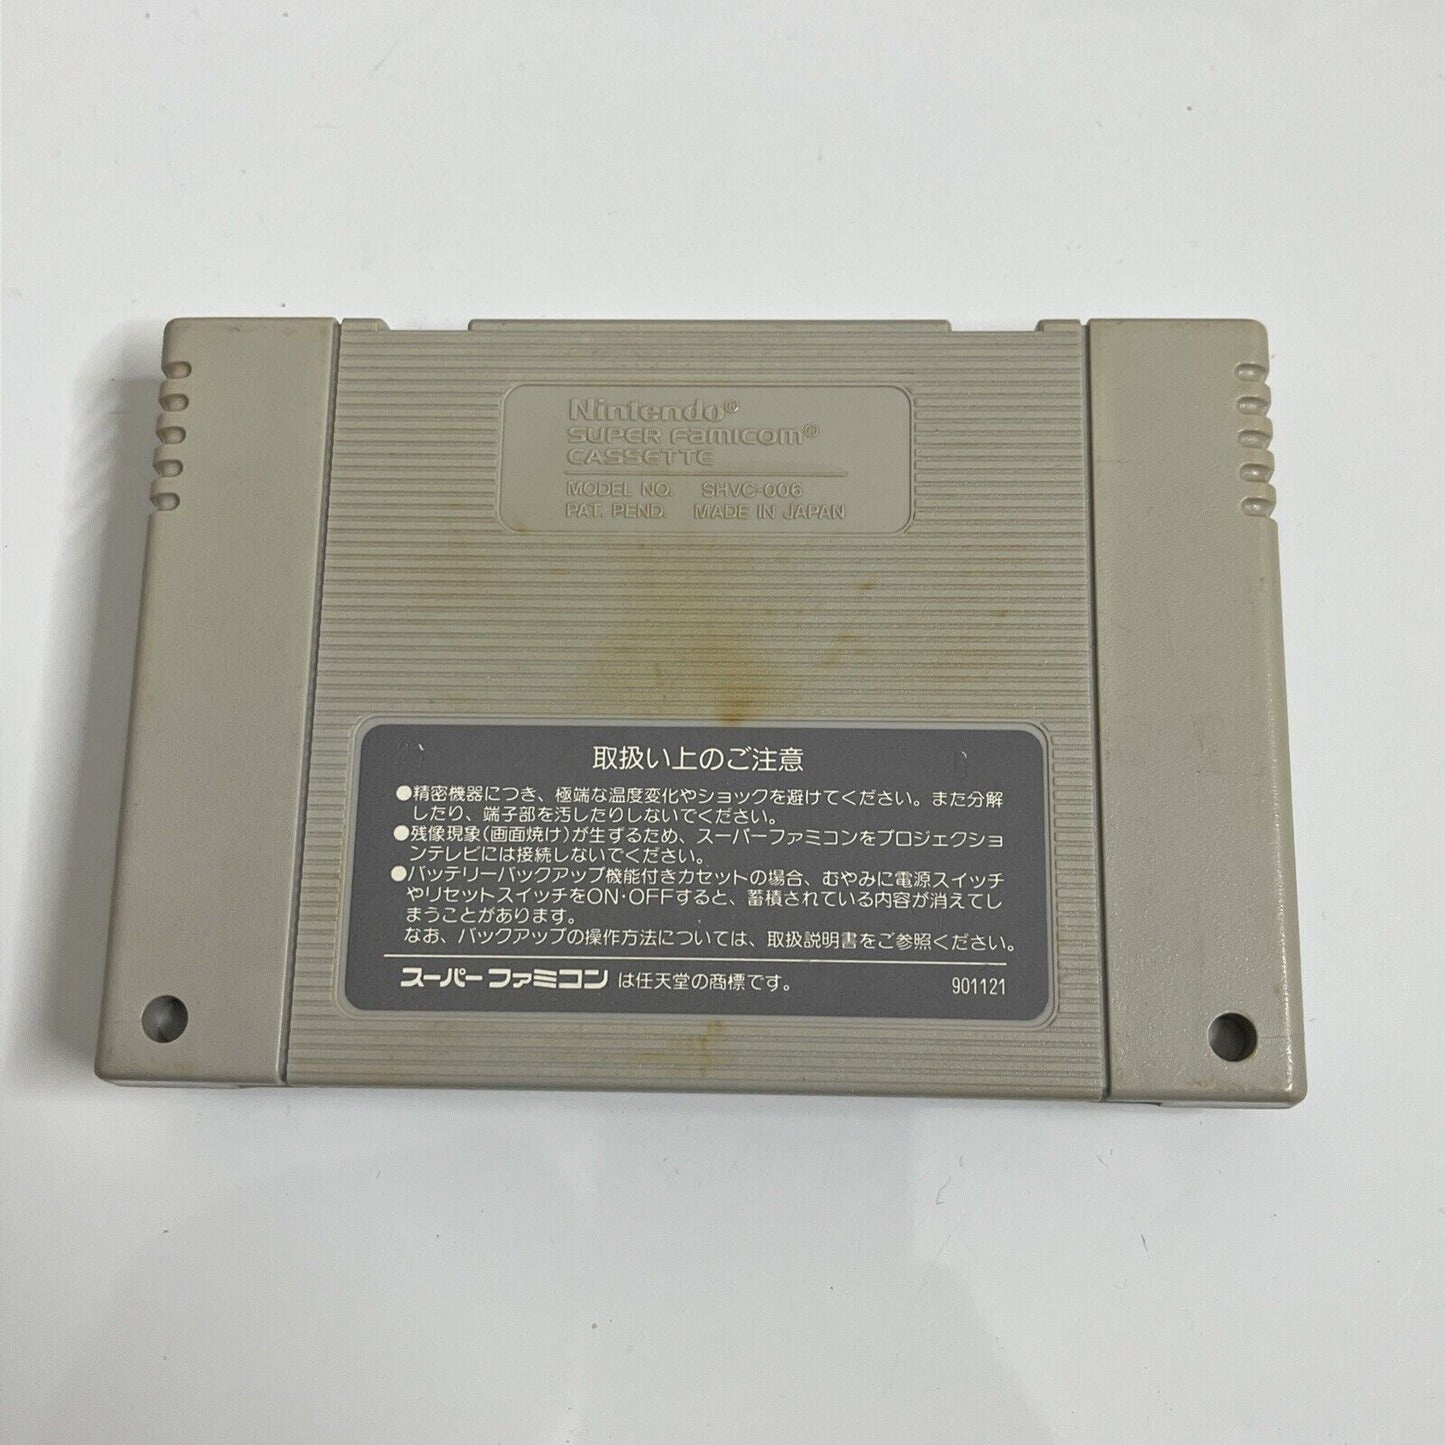 Nintendo®
SUPER FAMICOM®
CASSETTE
MODEL NO. SHVC-006
PAT. PEND. MADE IN JAPAN
取扱い上のご注意
●精密機器につき、極端な温度変化やショックを避けてください。また分解
したり、端子部を汚したりしないでください。
●残像現象(画面焼け)が生ずるため、スーパーファミコンをプロジェクショ
ンテレビには接続しないでください。
●バッテリーバックアップ機能付きカセットの場合、むやみに電源スイッチ
やリセットスイッチをON・OFFすると、蓄積されている内容が消えてし
まうことがあります。
なお、バックアップの操作方法については、取扱説明書をご参照ください。
スーパーファミコン は任天堂の商標です。 901121